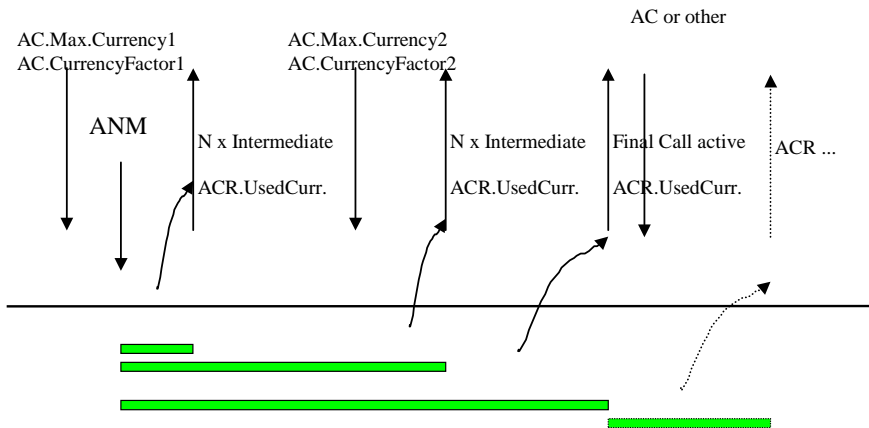 AC or other
AC.Max.Currency1
AC.CurrencyFactor1
AC.Max.Currency2
AC.CurrencyFactor2
ANM
N x Intermediate
ACR.UsedCurr.
N x Intermediate
ACR.UsedCurr.
Final Call active
ACR.UsedCurr.
ACR ...